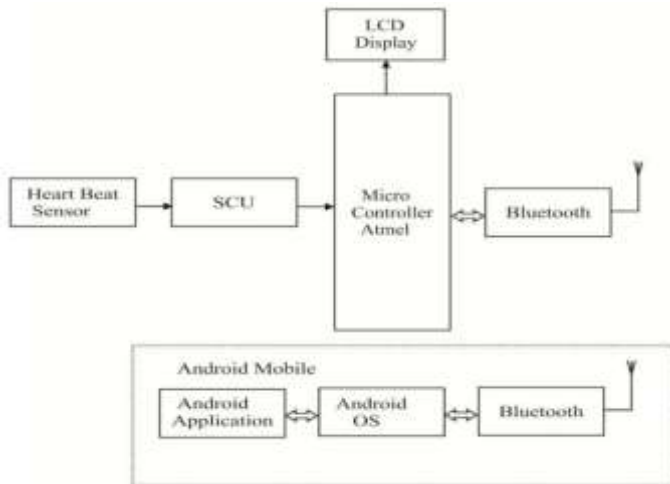 LCD
Display
Heart Beat
Sensor
SCU
Micro
Controller
Atmel
Bluetooth
Android Mobile
Android
Application
Android
OS
Bluetooth